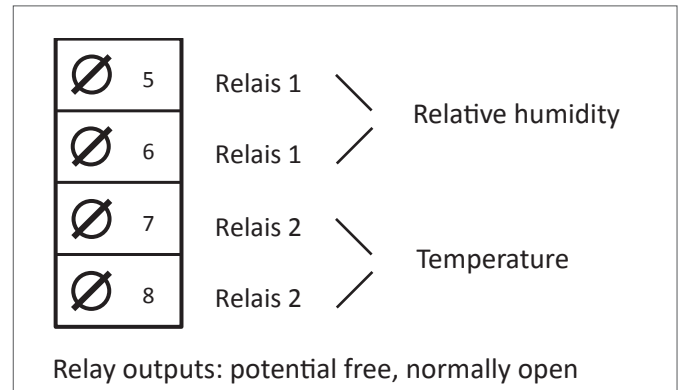 5 Relais 1
Relative humidity
6 Relais 1
7 Relais 2
Temperature
8 Relais 2
Relay outputs: potential free, normally open